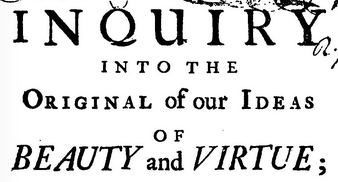 INQUIRY
INTO THE
ORIGINAL of our IDEAS
OF
BEAUTY and VIRTUE;